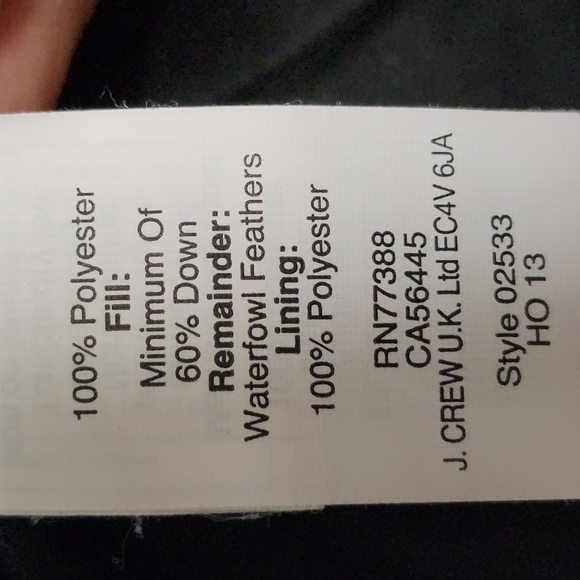 100% Polyester
Fill:
Minimum Of
60% Down
Remainder:
Waterfowl Feathers
Lining:
100% Polyester
RN77388
CA56445
J. CREW U.K. Ltd EC4V 6JA
Style 02533
HO 13